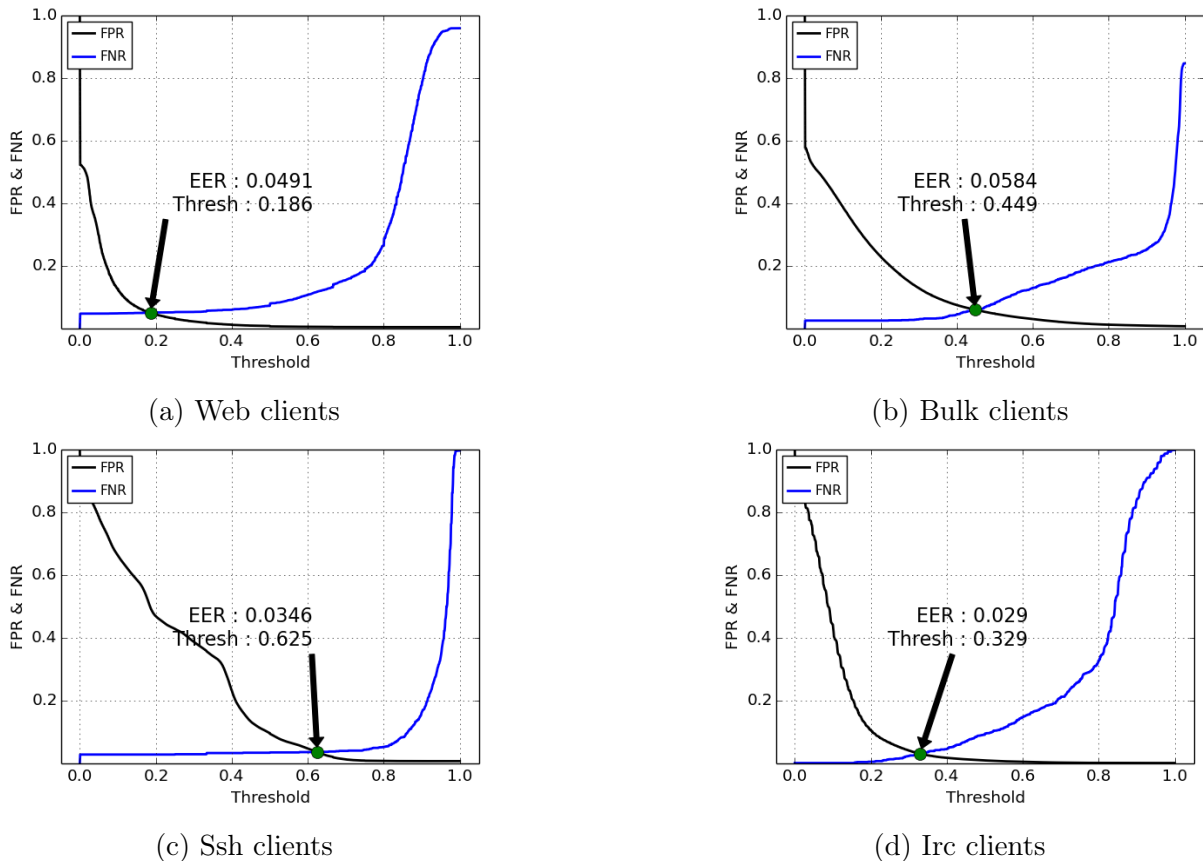 1.0
FPR
FNR
0.8
0.6
0.4
0.2
FPR & FNR
EER : 0.0491
Thresh : 0.186
0.0 0.2 0.4 0.6 0.8 1.0
Threshold
(a) Web clients
1.0
FPR
FNR
0.8
0.6
0.4
0.2
FPR & FNR
EER : 0.0584
Thresh : 0.449
0.0 0.2 0.4 0.6 0.8 1.0
Threshold
(b) Bulk clients
1.0
FPR
FNR
0.8
0.6
0.4
0.2
FPR & FNR
EER : 0.0346
Thresh : 0.625
0.0 0.2 0.4 0.6 0.8 1.0
Threshold
(c) Ssh clients
1.0
FPR
FNR
0.8
0.6
0.4
0.2
FPR & FNR
EER : 0.029
Thresh : 0.329
0.0 0.2 0.4 0.6 0.8 1.0
Threshold
(d) Irc clients